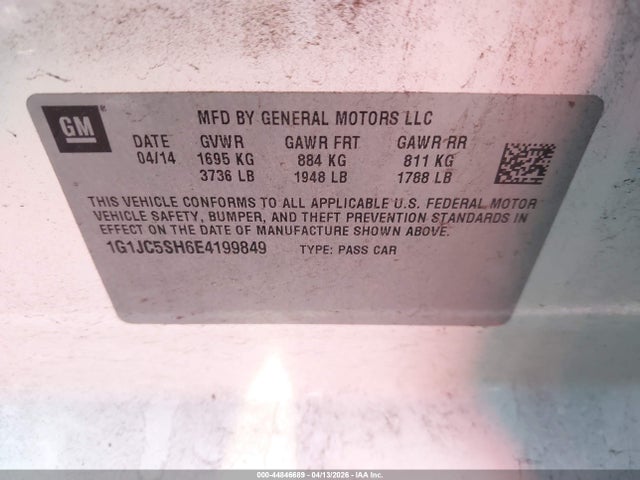 GM
MFD BY GENERAL MOTORS LLC
DATE GVWR GAWR FRT GAWR RR
04/14 1695 KG 884 KG 811 KG
3736 LB 1948 LB 1788 LB
THIS VEHICLE CONFORMS TO ALL APPLICABLE U.S. FEDERAL MOTOR
VEHICLE SAFETY, BUMPER, AND THEFT PREVENTION STANDARDS IN
EFFECT ON THE DATE OF MANUFACTURE SHOWN ABOVE.
1G1JC5SH6E4199849 TYPE: PASS CAR
000-44846689 - 04/13/2026 - IAA Inc.